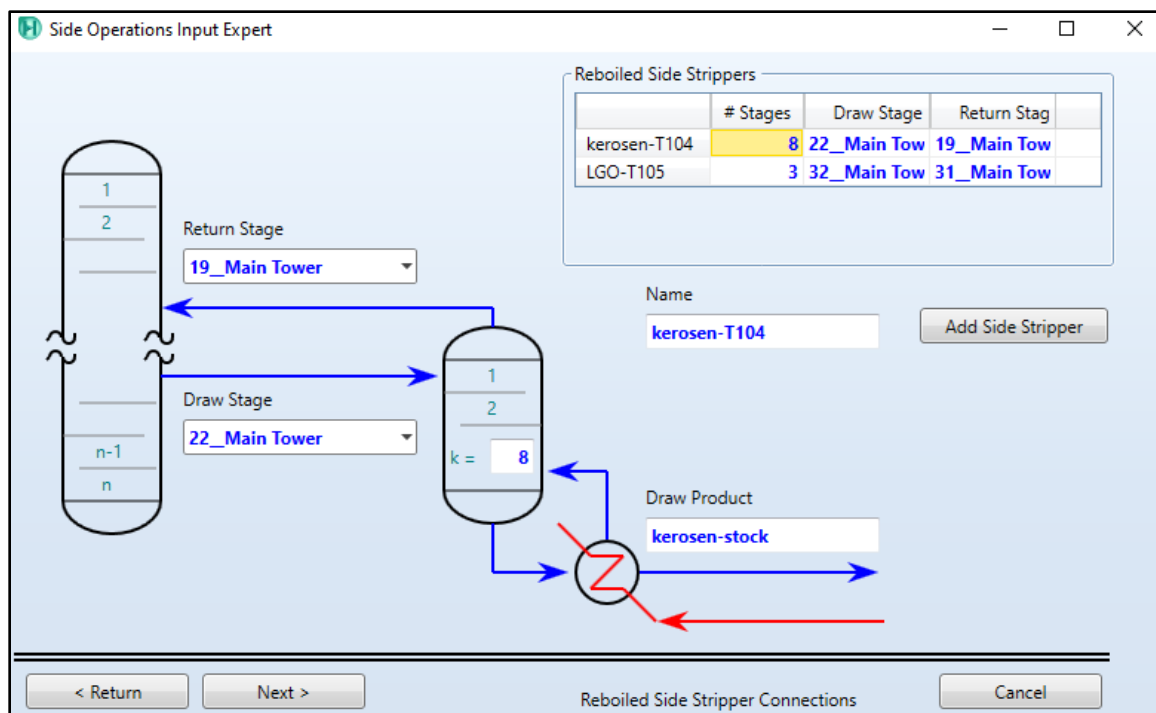 Side Operations Input Expert
Reboiled Side Strippers
# Stages Draw Stage Return Stag
kerosen-T104 8 22__Main Tow 19__Main Tow
LGO-T105 3 32__Main Tow 31__Main Tow
1
2
Return Stage
19__Main Tower
Name
kerosen-T104
Add Side Stripper
1
2
k = 8
Draw Stage
22__Main Tower
n-1
n
Draw Product
kerosen-stock
< Return
Next >
Reboiled Side Stripper Connections
Cancel